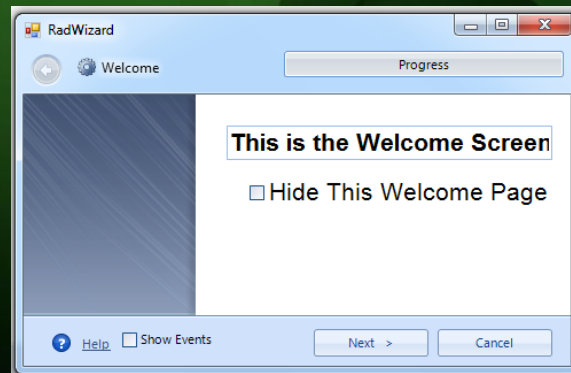 RadWizard
Welcome
Progress
This is the Welcome Screen
Hide This Welcome Page
Help
Show Events
Next >
Cancel